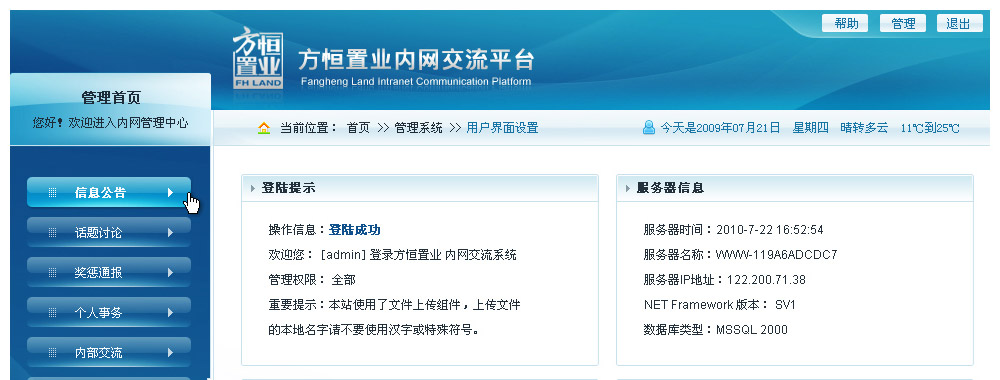 帮助 管理 退出
方恒置业
FH LAND
方恒置业内网交流平台
Fangheng Land Intranet Communication Platform
管理首页
您好！欢迎进入内网管理中心
当前位置： 首页 >> 管理系统 >> 用户界面设置
今天是2009年07月21日 星期四 晴转多云 11℃到25℃
信息公告
话题讨论
奖惩通报
个人事务
内部交流
登陆提示
操作信息：登陆成功
欢迎您： [admin] 登录方恒置业 内网交流系统
管理权限： 全部
重要提示：本站使用了文件上传组件，上传文件
的本地名字请不要使用汉字或特殊符号。
服务器信息
服务器时间：2010-7-22 16:52:54
服务器名称：WWW-119A6ADCDC7
服务器IP地址：122.200.71.38
NET Framework 版本： SV1
数据库类型：MSSQL 2000